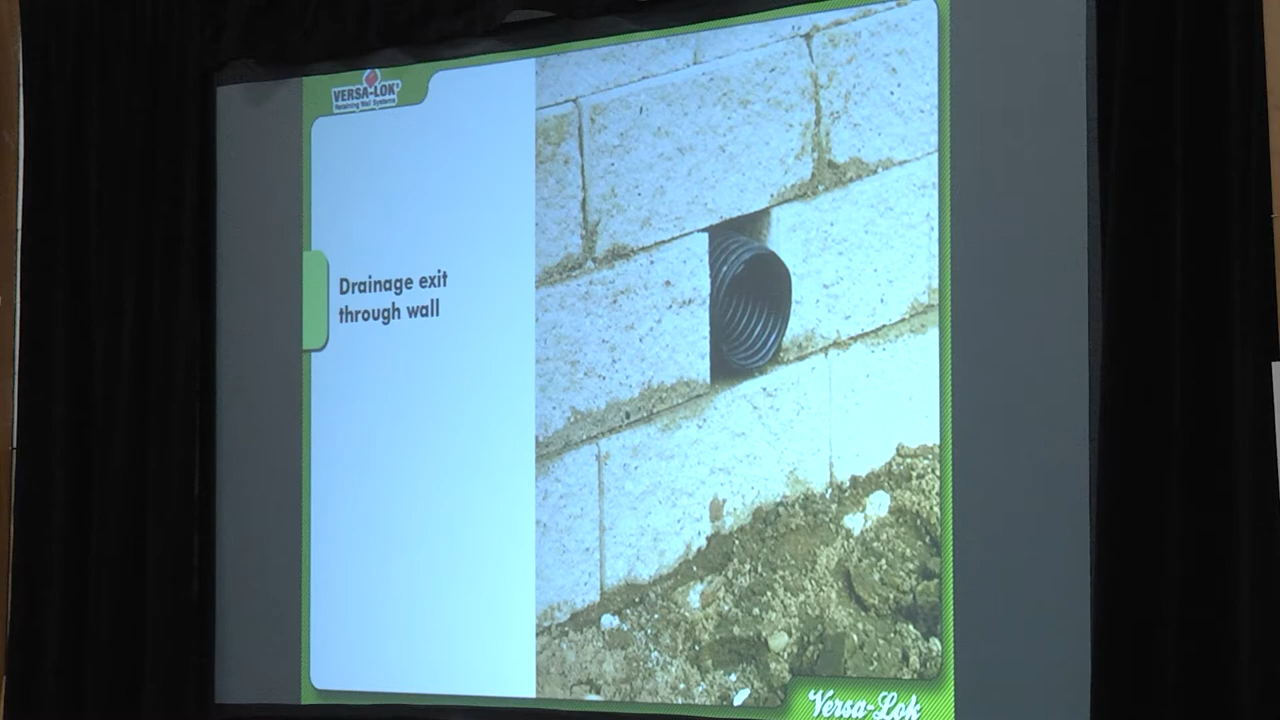 VERSA-LOK®
Retaining Wall Systems
Drainage exit
through wall
Versa-Lok